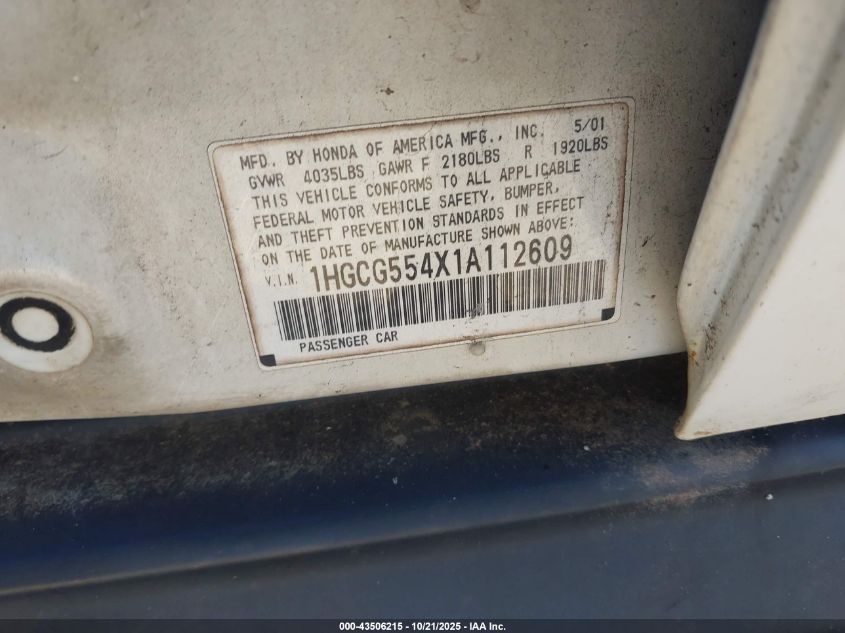 MFD. BY HONDA OF AMERICA MFG., INC. 5/01
GVWR 4035LBS GAWR F 2180LBS R 1920LBS
THIS VEHICLE CONFORMS TO ALL APPLICABLE
FEDERAL MOTOR VEHICLE SAFETY, BUMPER,
AND THEFT PREVENTION STANDARDS IN EFFECT
ON THE DATE OF MANUFACTURE SHOWN ABOVE:
V.I.N. 1HGCG554X1A112609
PASSENGER CAR
000-43506215 - 10/21/2025 - IAA Inc.